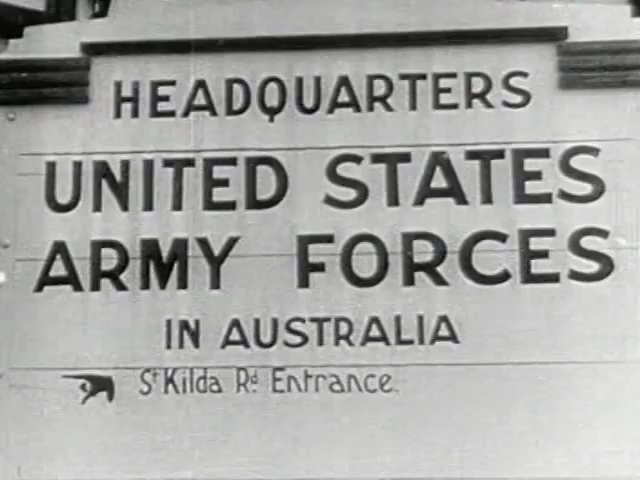 HEADQUARTERS
UNITED STATES
ARMY FORCES
IN AUSTRALIA
St Kilda Rd Entrance.